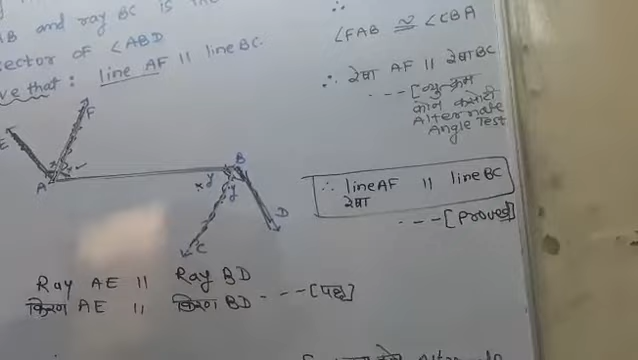 AB and ray BC is the
sector of ∠ABD
ve that : line AF || line BC.
E
F
A
x
x
B
x y
y
C
D
Ray AE || Ray BD
किरण AE || किरण BD - --- [पक्ष]
∴
∠FAB ≅ ∠CBA
∴ रेषा AF || रेषा BC
--- [व्युत्क्रम
कोन कसोटी
Alternate
Angle Test
∴ line AF || line BC
रेषा
--- [Proved]